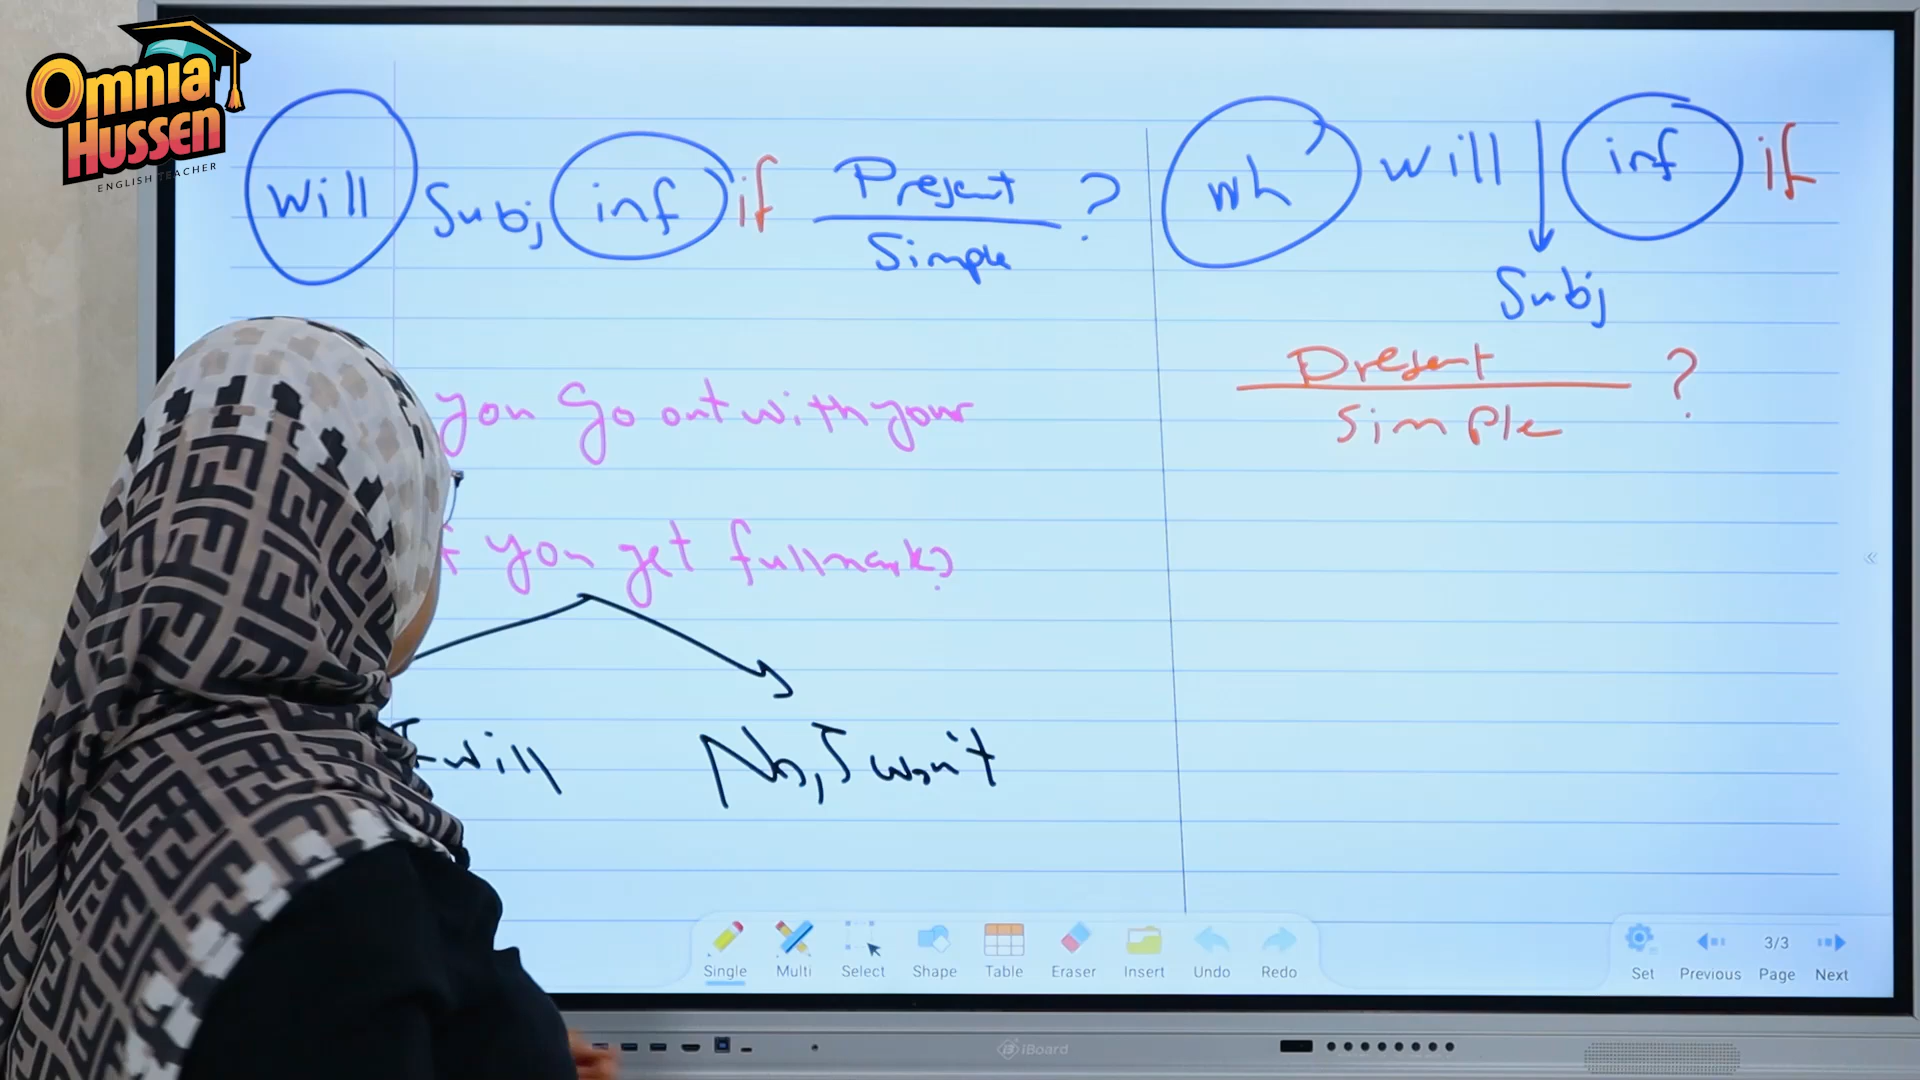 Omnia
Hussen
ENGLISH TEACHER
Will Subj inf if Present ?
Simple
you go out with your
you get fullmark?
I will
No, I won't
wh will inf if
Subj
Present ?
Simple
Single Multi Select Shape Table Eraser Insert Undo Redo
Set Previous 3/3 Page Next
iBoard